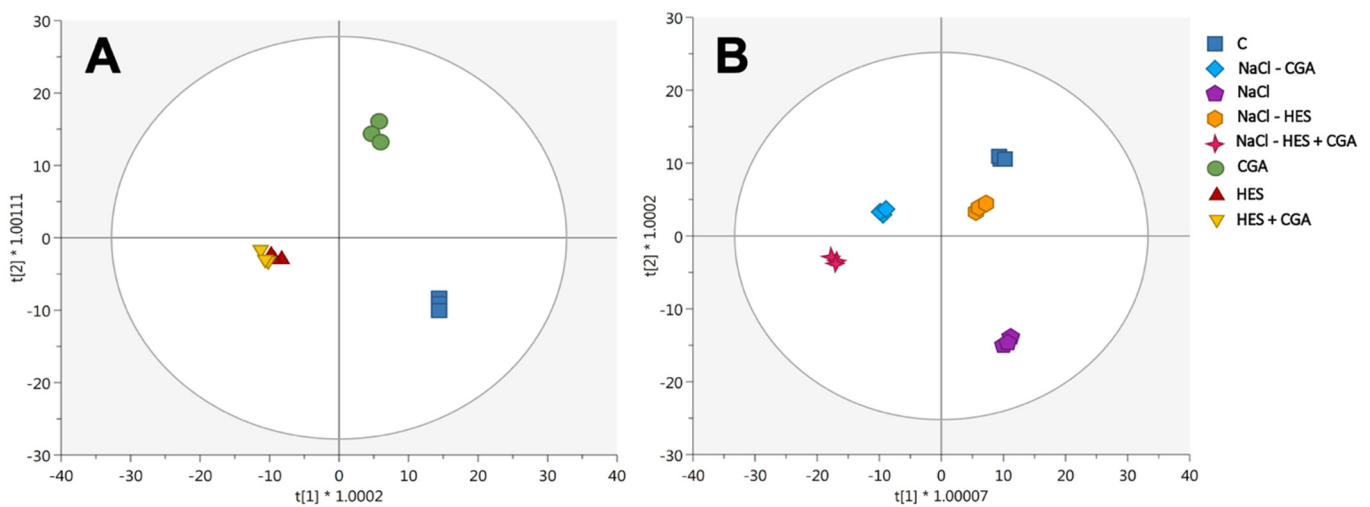 A
30
20
10
0
-10
-20
-30
-40
-30
-20
-10
0
10
20
30
40
t[2] * 1.00111
t[1] * 1.0002
B
30
20
10
0
-10
-20
-30
-40
-30
-20
-10
0
10
20
30
40
t[2] * 1.0002
t[1] * 1.00007
C
NaCl - CGA
NaCl
NaCl - HES
NaCl - HES + CGA
CGA
HES
HES + CGA